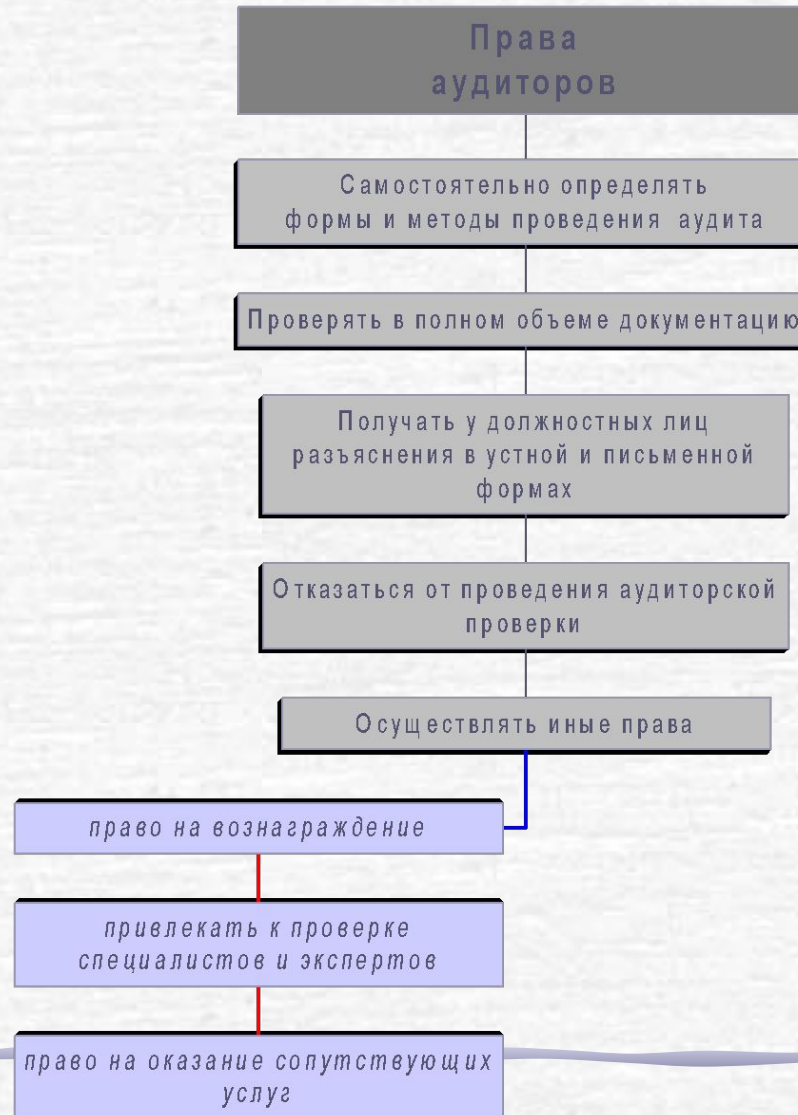 Права
аудиторов
Самостоятельно определять
формы и методы проведения аудита
Проверять в полном объеме документацию
Получать у должностных лиц
разъяснения в устной и письменной
формах
Отказаться от проведения аудиторской
проверки
Осуществлять иные права
право на вознаграждение
привлекать к проверке
специалистов и экспертов
право на оказание сопутствующих
услуг